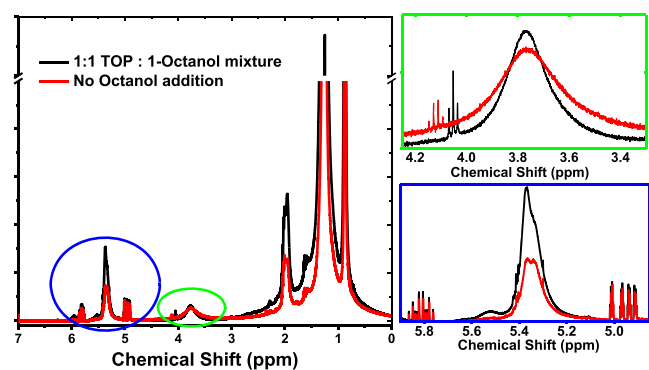 1:1 TOP : 1-Octanol mixture
No Octanol addition
7 6 5 4 3 2 1 0
Chemical Shift (ppm)
4.2 4.0 3.8 3.6 3.4
Chemical Shift (ppm)
5.8 5.6 5.4 5.2 5.0
Chemical Shift (ppm)